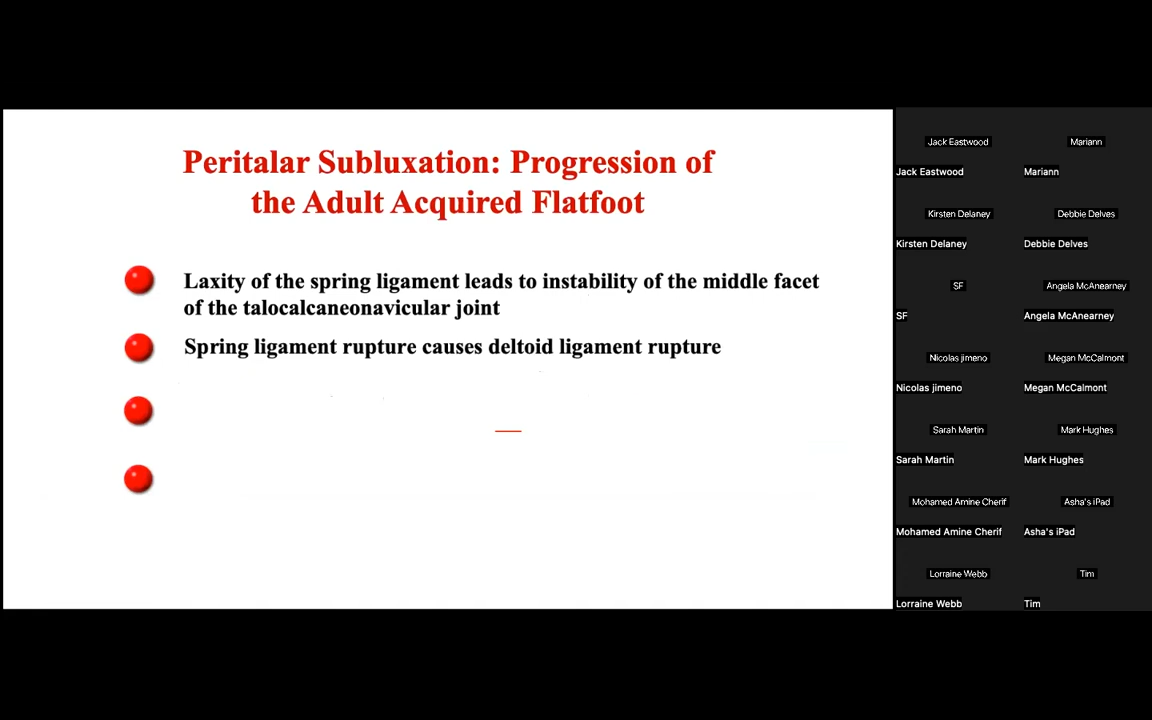 Peritalar Subluxation: Progression of
the Adult Acquired Flatfoot
Laxity of the spring ligament leads to instability of the middle facet
of the talocalcaneonavicular joint
Spring ligament rupture causes deltoid ligament rupture
Jack Eastwood
Mariann
Jack Eastwood
Mariann
Kirsten Delaney
Debbie Delves
Kirsten Delaney
Debbie Delves
SF
Angela McAnearney
SF
Angela McAnearney
Nicolas jimeno
Megan McCalmont
Nicolas jimeno
Megan McCalmont
Sarah Martin
Mark Hughes
Sarah Martin
Mark Hughes
Mohamed Amine Cherif
Asha's iPad
Mohamed Amine Cherif
Asha's iPad
Lorraine Webb
Tim
Lorraine Webb
Tim